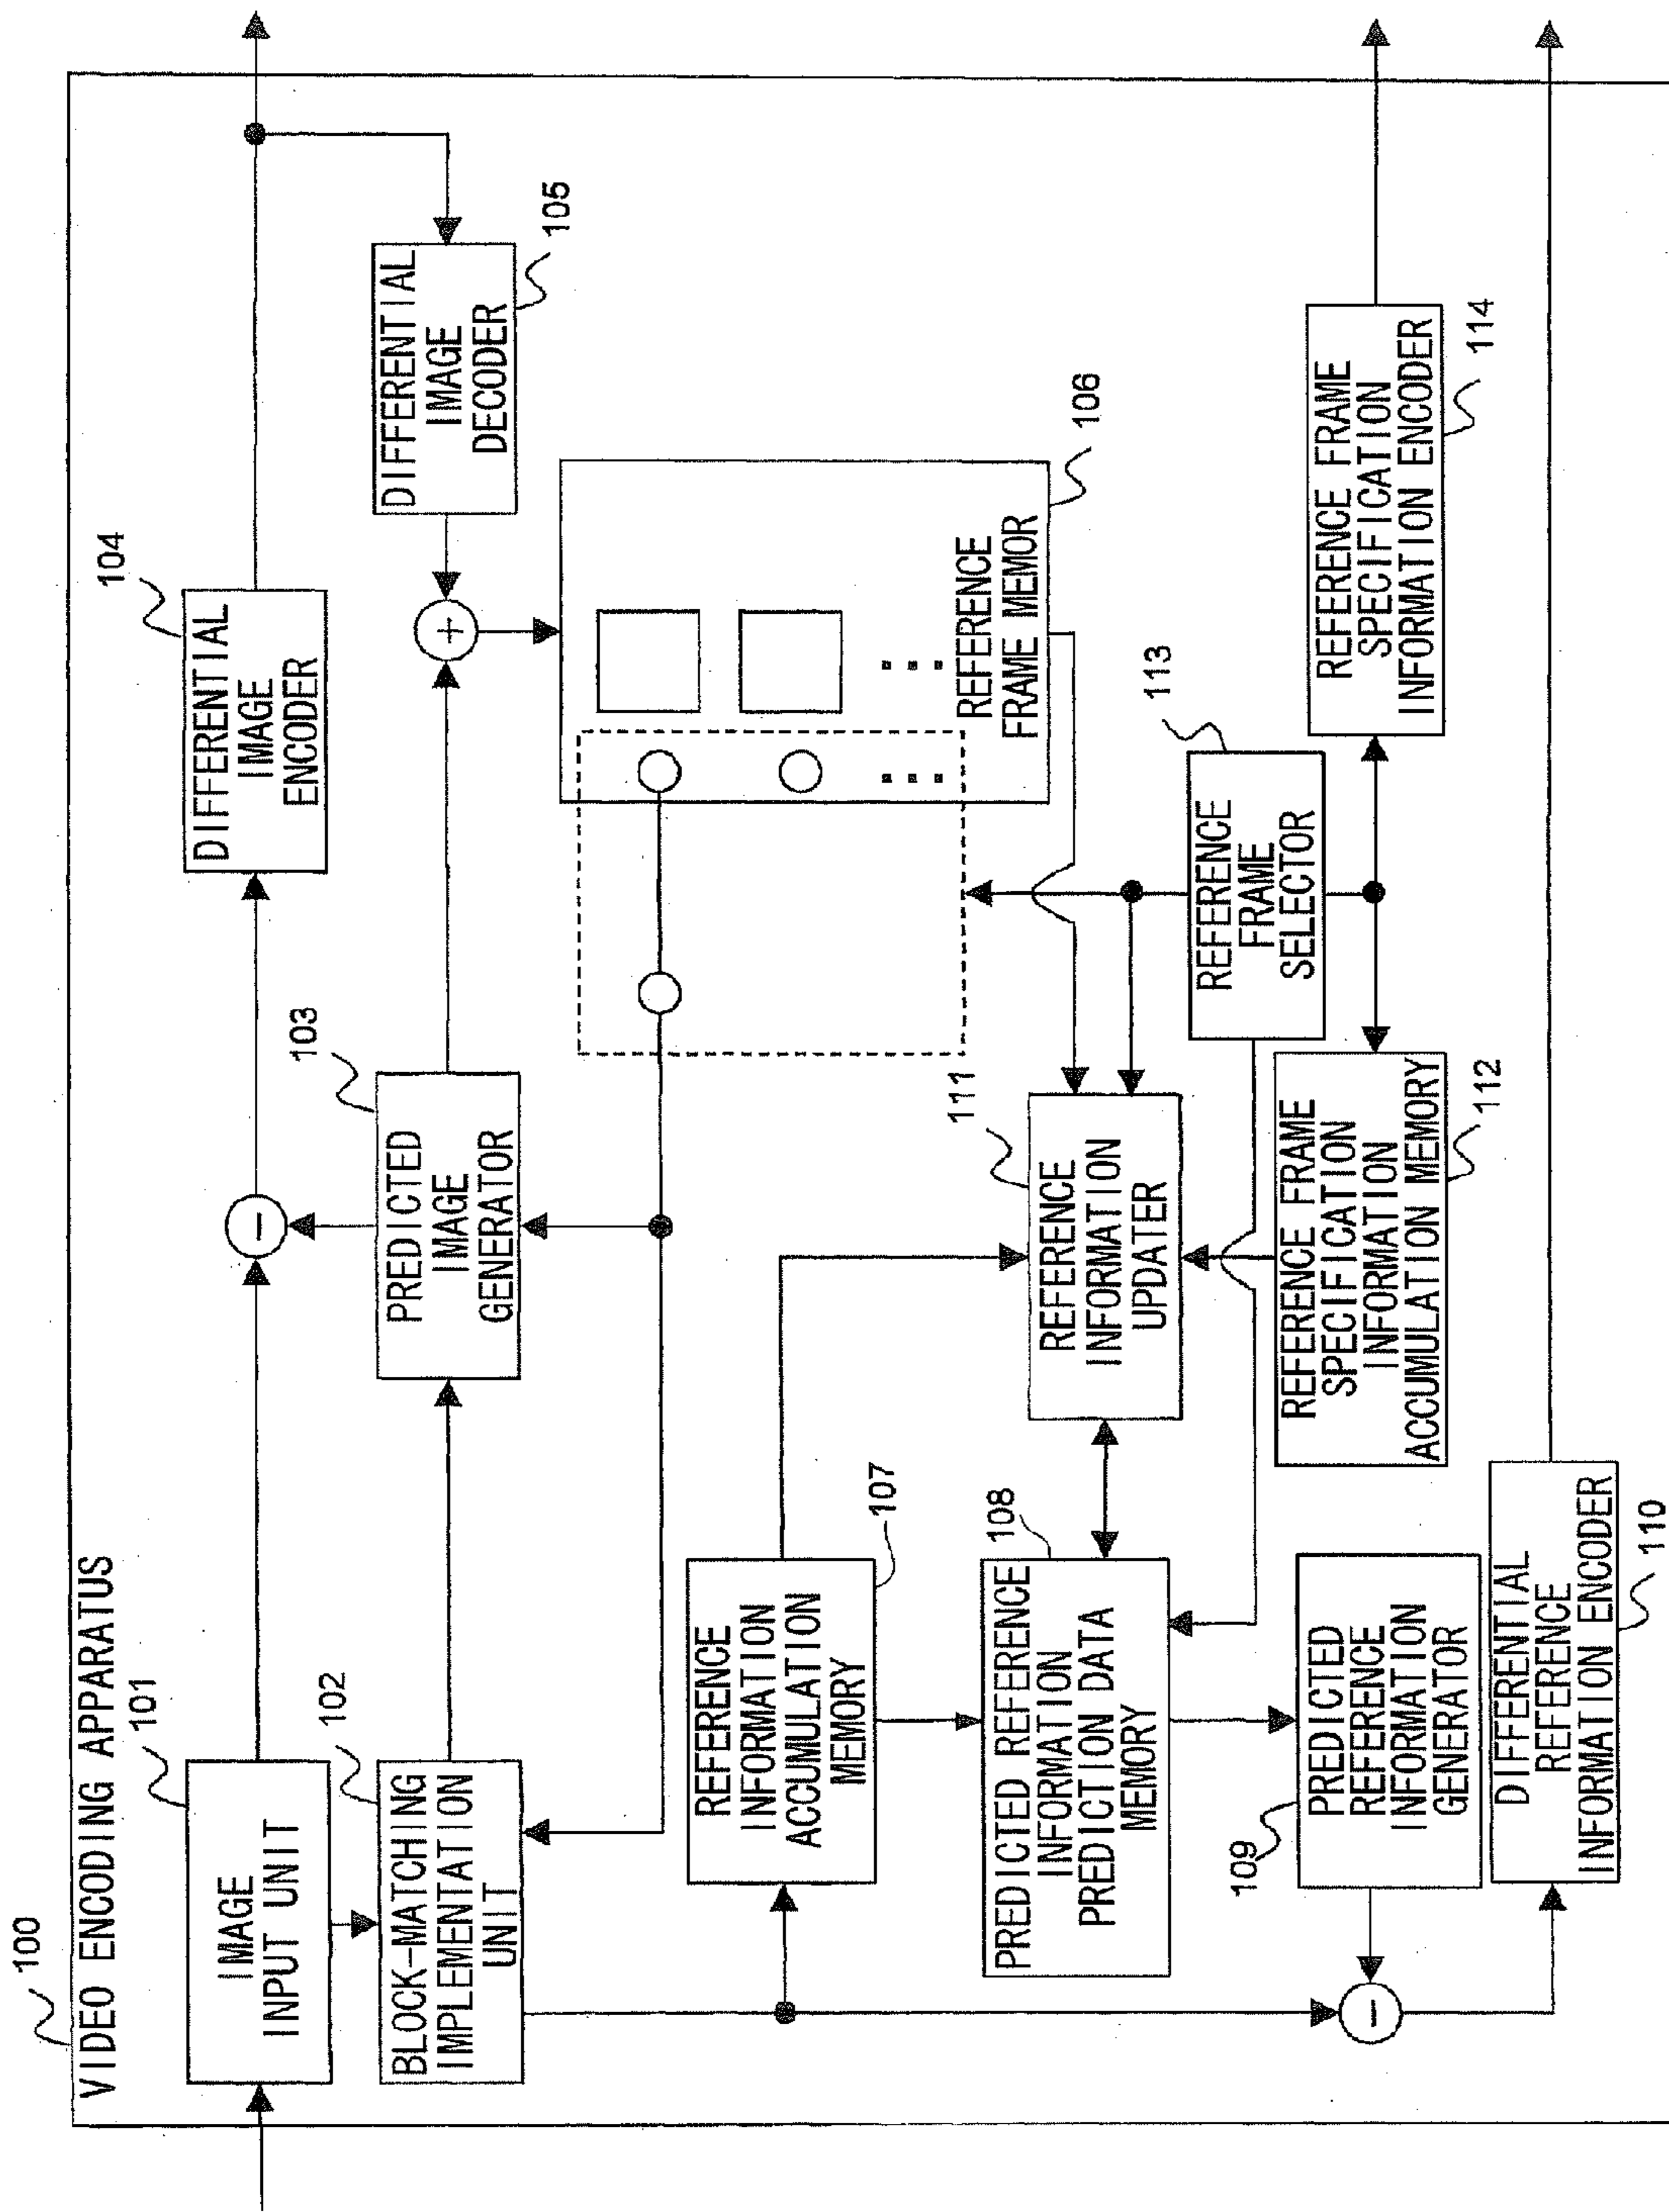 100
VIDEO ENCODING APPARATUS
101
IMAGE
INPUT UNIT
102
BLOCK-MATCHING
IMPLEMENTATION
UNIT
103
PREDICTED
IMAGE
GENERATOR
-
104
DIFFERENTIAL
IMAGE
ENCODER
105
DIFFERENTIAL
IMAGE
DECODER
+
106
REFERENCE
FRAME MEMOR
107
REFERENCE
INFORMATION
ACCUMULATION
MEMORY
108
PREDICTED REFERENCE
INFORMATION
PREDICTION DATA
MEMORY
109
PREDICTED
REFERENCE
INFORMATION
GENERATOR
-
110
DIFFERENTIAL
REFERENCE
INFORMATION ENCODER
111
REFERENCE
INFORMATION
UPDATER
112
REFERENCE FRAME
SPECIFICATION
INFORMATION
ACCUMULATION MEMORY
113
REFERENCE
FRAME
SELECTOR
114
REFERENCE FRAME
SPECIFICATION
INFORMATION ENCODER